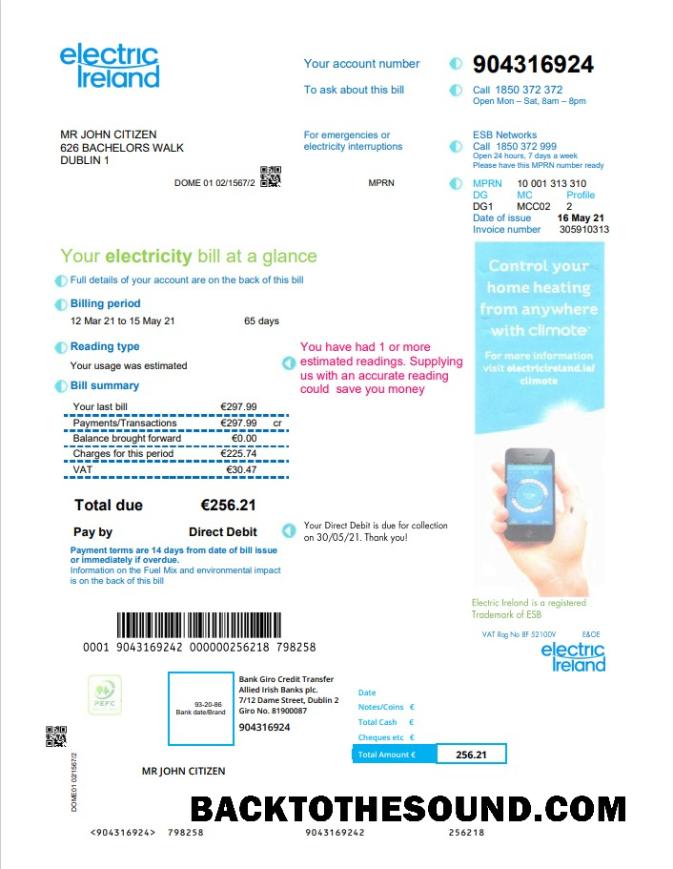 electric
Ireland
Your account number
904316924
To ask about this bill
Call 1850 372 372
Open Mon – Sat, 8am – 8pm
MR JOHN CITIZEN
626 BACHELORS WALK
DUBLIN 1
For emergencies or
electricity interruptions
ESB Networks
Call 1850 372 999
Open 24 hours, 7 days a week
Please have this MPRN number ready
DOME 01 02/1567/2
MPRN
MPRN 10 001 313 310
DG MC Profile
DG1 MCC02 2
Date of issue 16 May 21
Invoice number 305910313
Your electricity bill at a glance
Full details of your account are on the back of this bill
Billing period
12 Mar 21 to 15 May 21 65 days
Reading type
Your usage was estimated
You have had 1 or more
estimated readings. Supplying
us with an accurate reading
could save you money
Bill summary
Your last bill €297.99
Payments/Transactions €297.99 cr
Balance brought forward €0.00
Charges for this period €225.74
VAT €30.47
Total due €256.21
Pay by Direct Debit
Your Direct Debit is due for collection
on 30/05/21. Thank you!
Payment terms are 14 days from date of bill issue
or immediately if overdue.
Information on the Fuel Mix and environmental impact
is on the back of this bill
Control your
home heating
from anywhere
with climote
For more information
visit electricireland.ie/
climote
Electric Ireland is a registered
Trademark of ESB
VAT Reg No 8F 52100V E&OE
electric
Ireland
0001 9043169242 000000256218 798258
PEFC
93-20-86
Bank date/Brand
Bank Giro Credit Transfer
Allied Irish Banks plc.
7/12 Dame Street, Dublin 2
Giro No. 81900087
904316924
Date
Notes/Coins €
Total Cash €
Cheques etc €
Total Amount € 256.21
DOME01 02/1567/2
MR JOHN CITIZEN
BACKTOTHESOUND.COM
<904316924> 798258 9043169242 256218